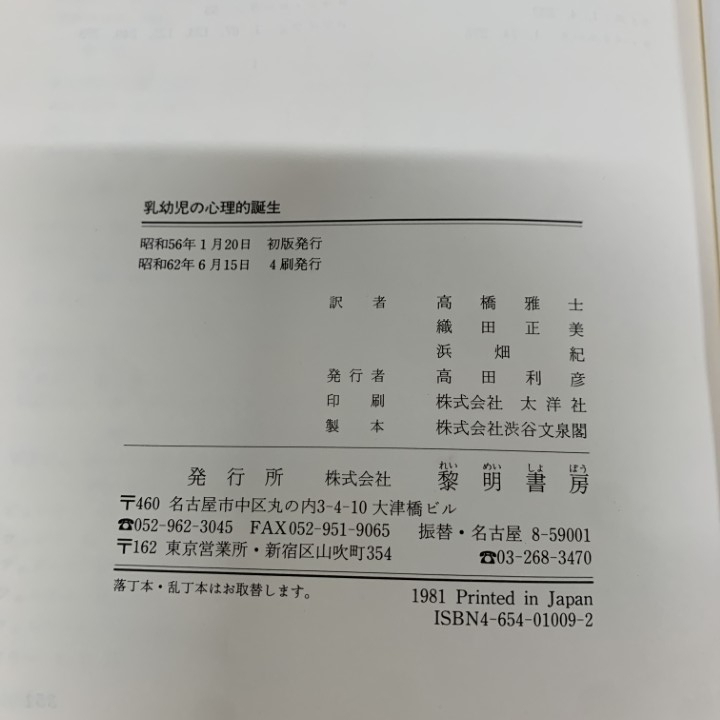 乳幼児の心理的誕生
昭和56年1月20日 初版発行
昭和62年6月15日 4刷発行
訳者 高橋雅士
織田正美
浜畑紀
発行者 高田利彦
印刷 株式会社 太洋社
製本 株式会社渋谷文泉閣
発行所 株式会社 黎明書房
れい めい しょ ぼう
〒460 名古屋市中区丸の内3-4-10 大津橋ビル
☎052-962-3045 FAX052-951-9065 振替・名古屋 8-59001
〒162 東京営業所・新宿区山吹町354 ☎03-268-3470
落丁本・乱丁本はお取替します。 1981 Printed in Japan
ISBN4-654-01009-2